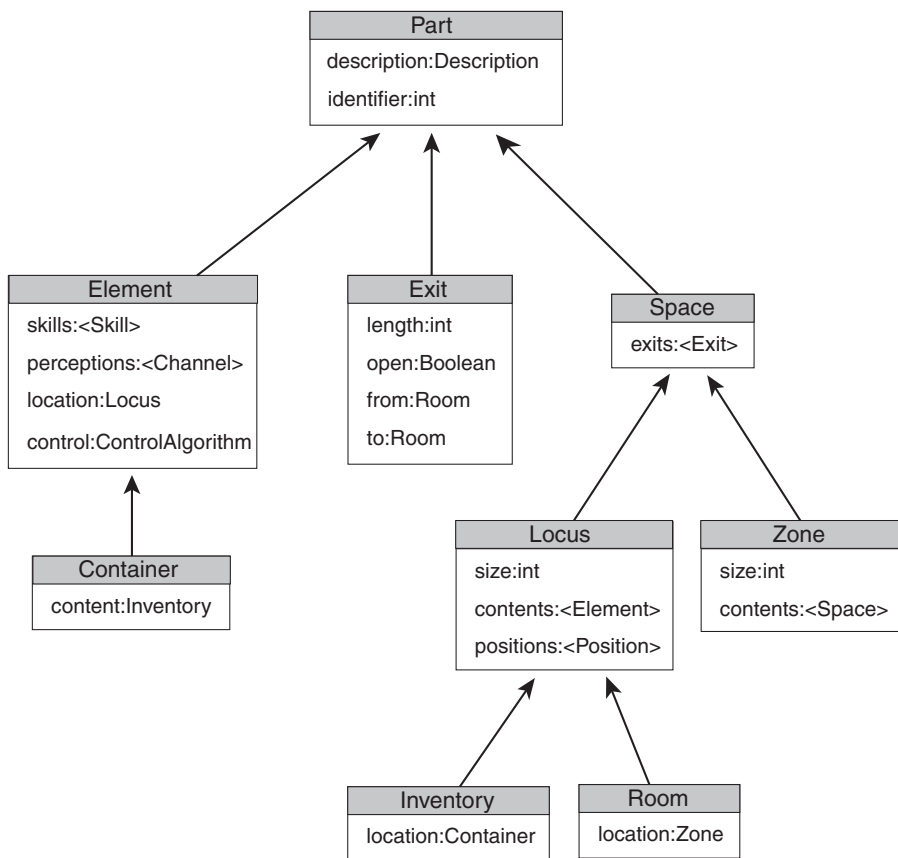 Part
description:Description
identifier:int
Element
skills:<Skill>
perceptions:<Channel>
location:Locus
control:ControlAlgorithm
Exit
length:int
open:Boolean
from:Room
to:Room
Space
exits:<Exit>
Container
content:Inventory
Locus
size:int
contents:<Element>
positions:<Position>
Zone
size:int
contents:<Space>
Inventory
location:Container
Room
location:Zone